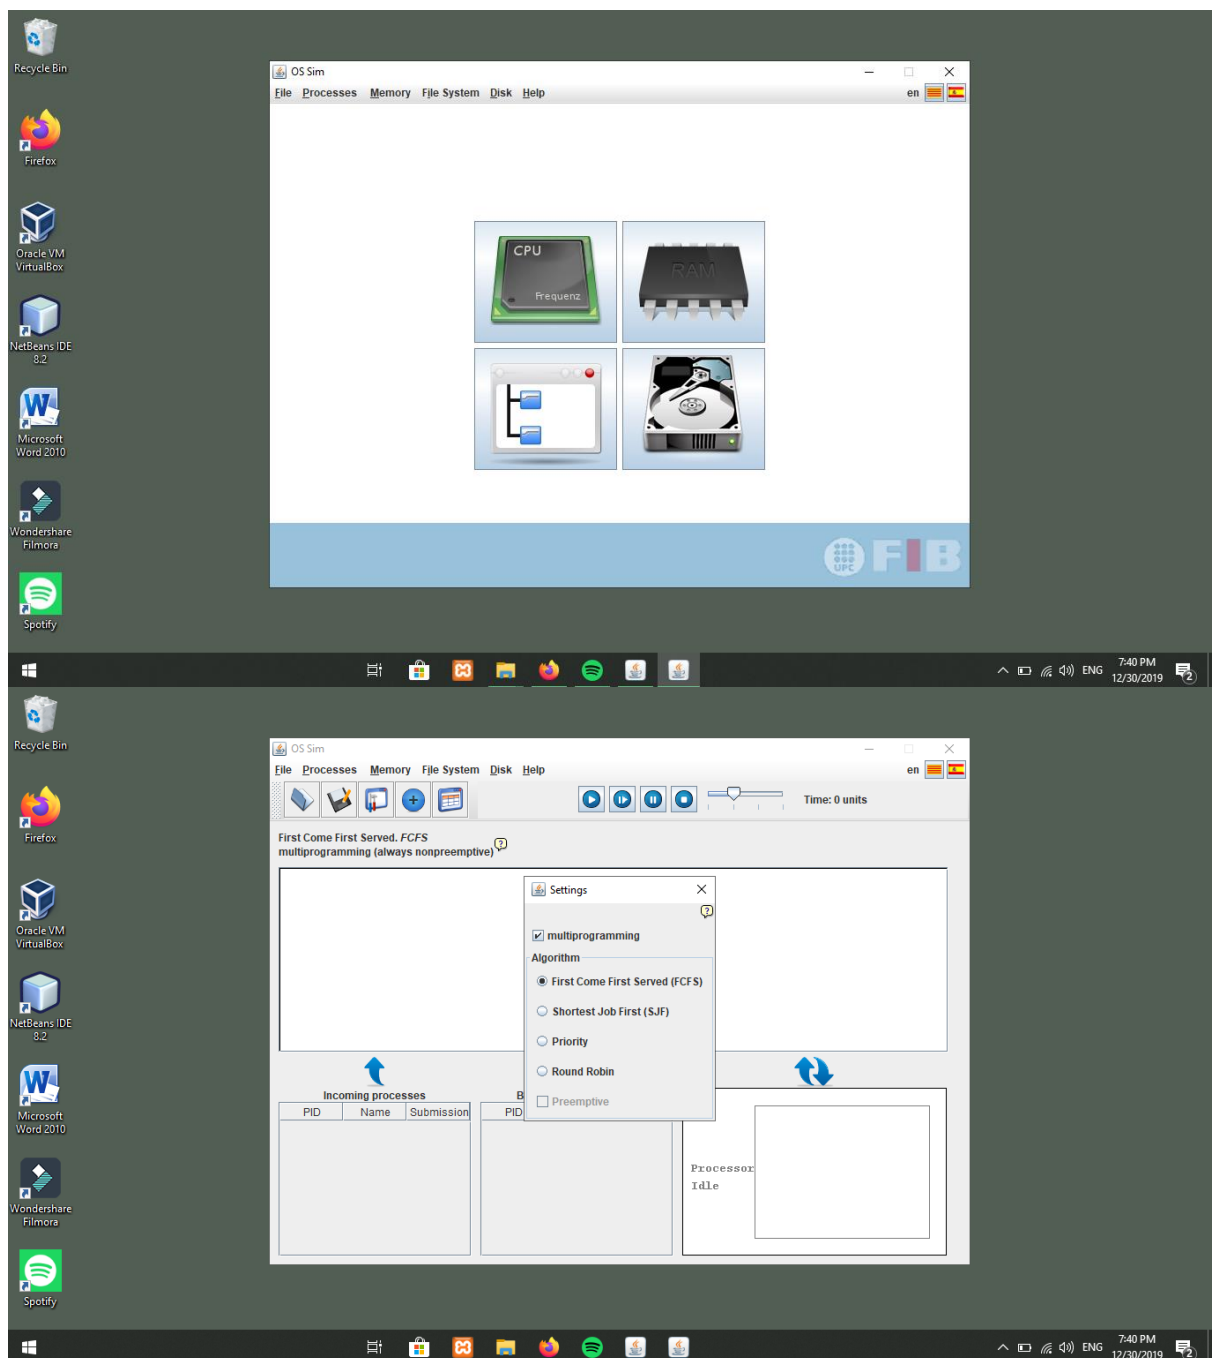 Recycle Bin
OS Sim
File Processes Memory File System Disk Help
en
Firefox
Oracle VM
VirtualBox
CPU
Frequenz
RAM
NetBeans IDE
8.2
Microsoft
Word 2010
Wondershare
Filmora
UPC FIB
Spotify
ENG
7:40 PM
12/30/2019
2
Recycle Bin
OS Sim
File Processes Memory File System Disk Help
en
Time: 0 units
Firefox
First Come First Served. FCFS
multiprogramming (always nonpreemptive)
Settings
multiprogramming
Algorithm
First Come First Served (FCFS)
Shortest Job First (SJF)
Priority
Round Robin
Preemptive
Oracle VM
VirtualBox
NetBeans IDE
8.2
Incoming processes
B
PID Name Submission
PID
Microsoft
Word 2010
Processor
Idle
Wondershare
Filmora
Spotify
ENG
7:40 PM
12/30/2019
2